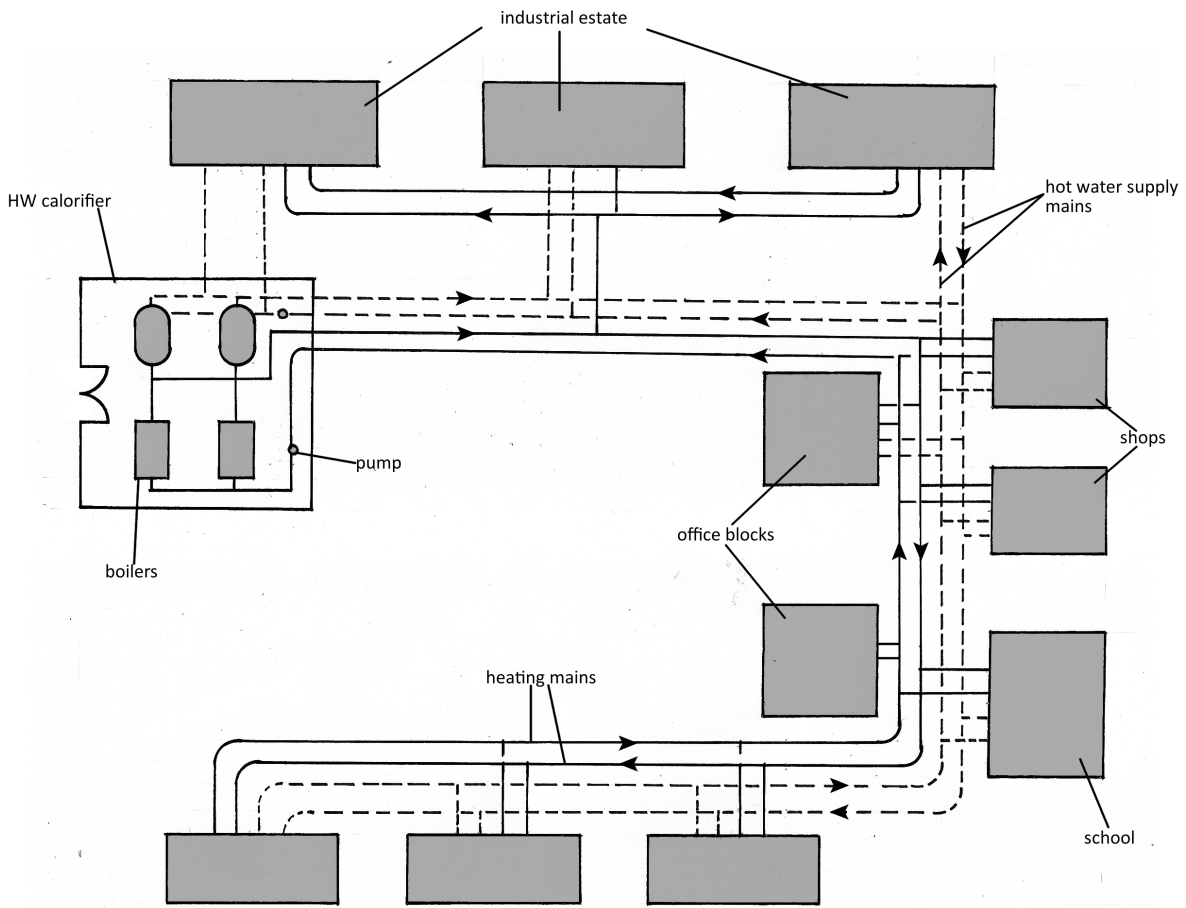 industrial estate
HW calorifier
hot water supply
mains
shops
pump
office blocks
boilers
heating mains
school